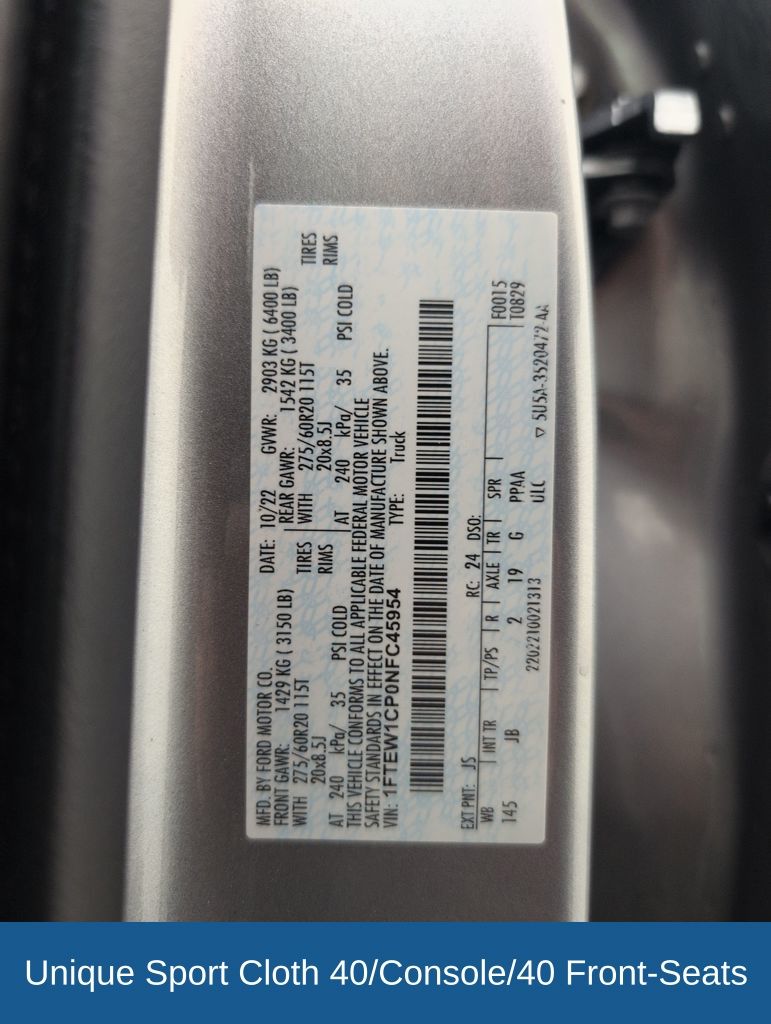 MFD. BY FORD MOTOR CO.
DATE: 10/22 GVWR: 2903 KG ( 6400 LB)
FRONT GAWR: 1429 KG ( 3150 LB)
REAR GAWR: 1542 KG ( 3400 LB)
WITH 275/60R20 115T TIRES
WITH 275/60R20 115T TIRES
20x8.5J RIMS
20x8.5J RIMS
AT 240 kPa/ 35 PSI COLD
AT 240 kPa/ 35 PSI COLD
THIS VEHICLE CONFORMS TO ALL APPLICABLE FEDERAL MOTOR VEHICLE
SAFETY STANDARDS IN EFFECT ON THE DATE OF MANUFACTURE SHOWN ABOVE.
VIN: 1FTEW1CP0NFC45954 TYPE: Truck
EXT PNT: JS RC: 24 DSO:
WB INT TR TP/PS R AXLE TR SPR F0015
145 JB 2 19 G PPAA T0829
2202210021313 ULC ▽ 5U5A-3520472-AA
Unique Sport Cloth 40/Console/40 Front-Seats